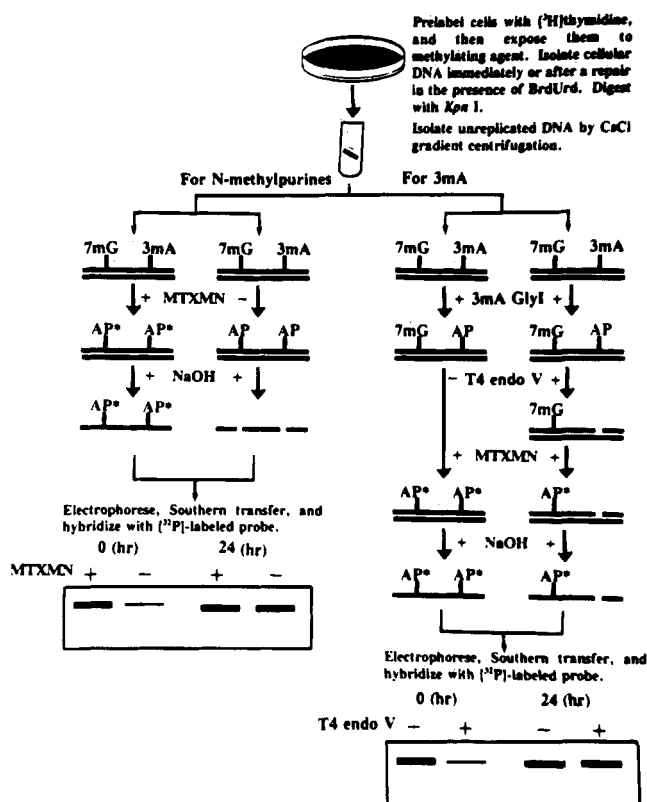 Prelabel cells with [³H]thymidine,
and then expose them to
methylating agent. Isolate cellular
DNA immediately or after a repair
in the presence of BrdUrd. Digest
with Kpn I.
Isolate unreplicated DNA by CsCl
gradient centrifugation.
For N-methylpurines
For 3mA
7mG 3mA 7mG 3mA
7mG 3mA 7mG 3mA
+ MTXMN −
+ 3mA Glyl +
AP* AP* AP AP
7mG AP 7mG AP
+ NaOH +
− T4 endo V +
AP* AP*
7mG
+ MTXMN +
AP* AP* AP*
+ NaOH +
AP* AP* AP*
Electrophorese, Southern transfer, and
hybridize with [³²P]-labeled probe.
0 (hr) 24 (hr)
MTXMN + − + −
Electrophorese, Southern transfer, and
hybridize with [³²P]-labeled probe.
0 (hr) 24 (hr)
T4 endo V − + − +